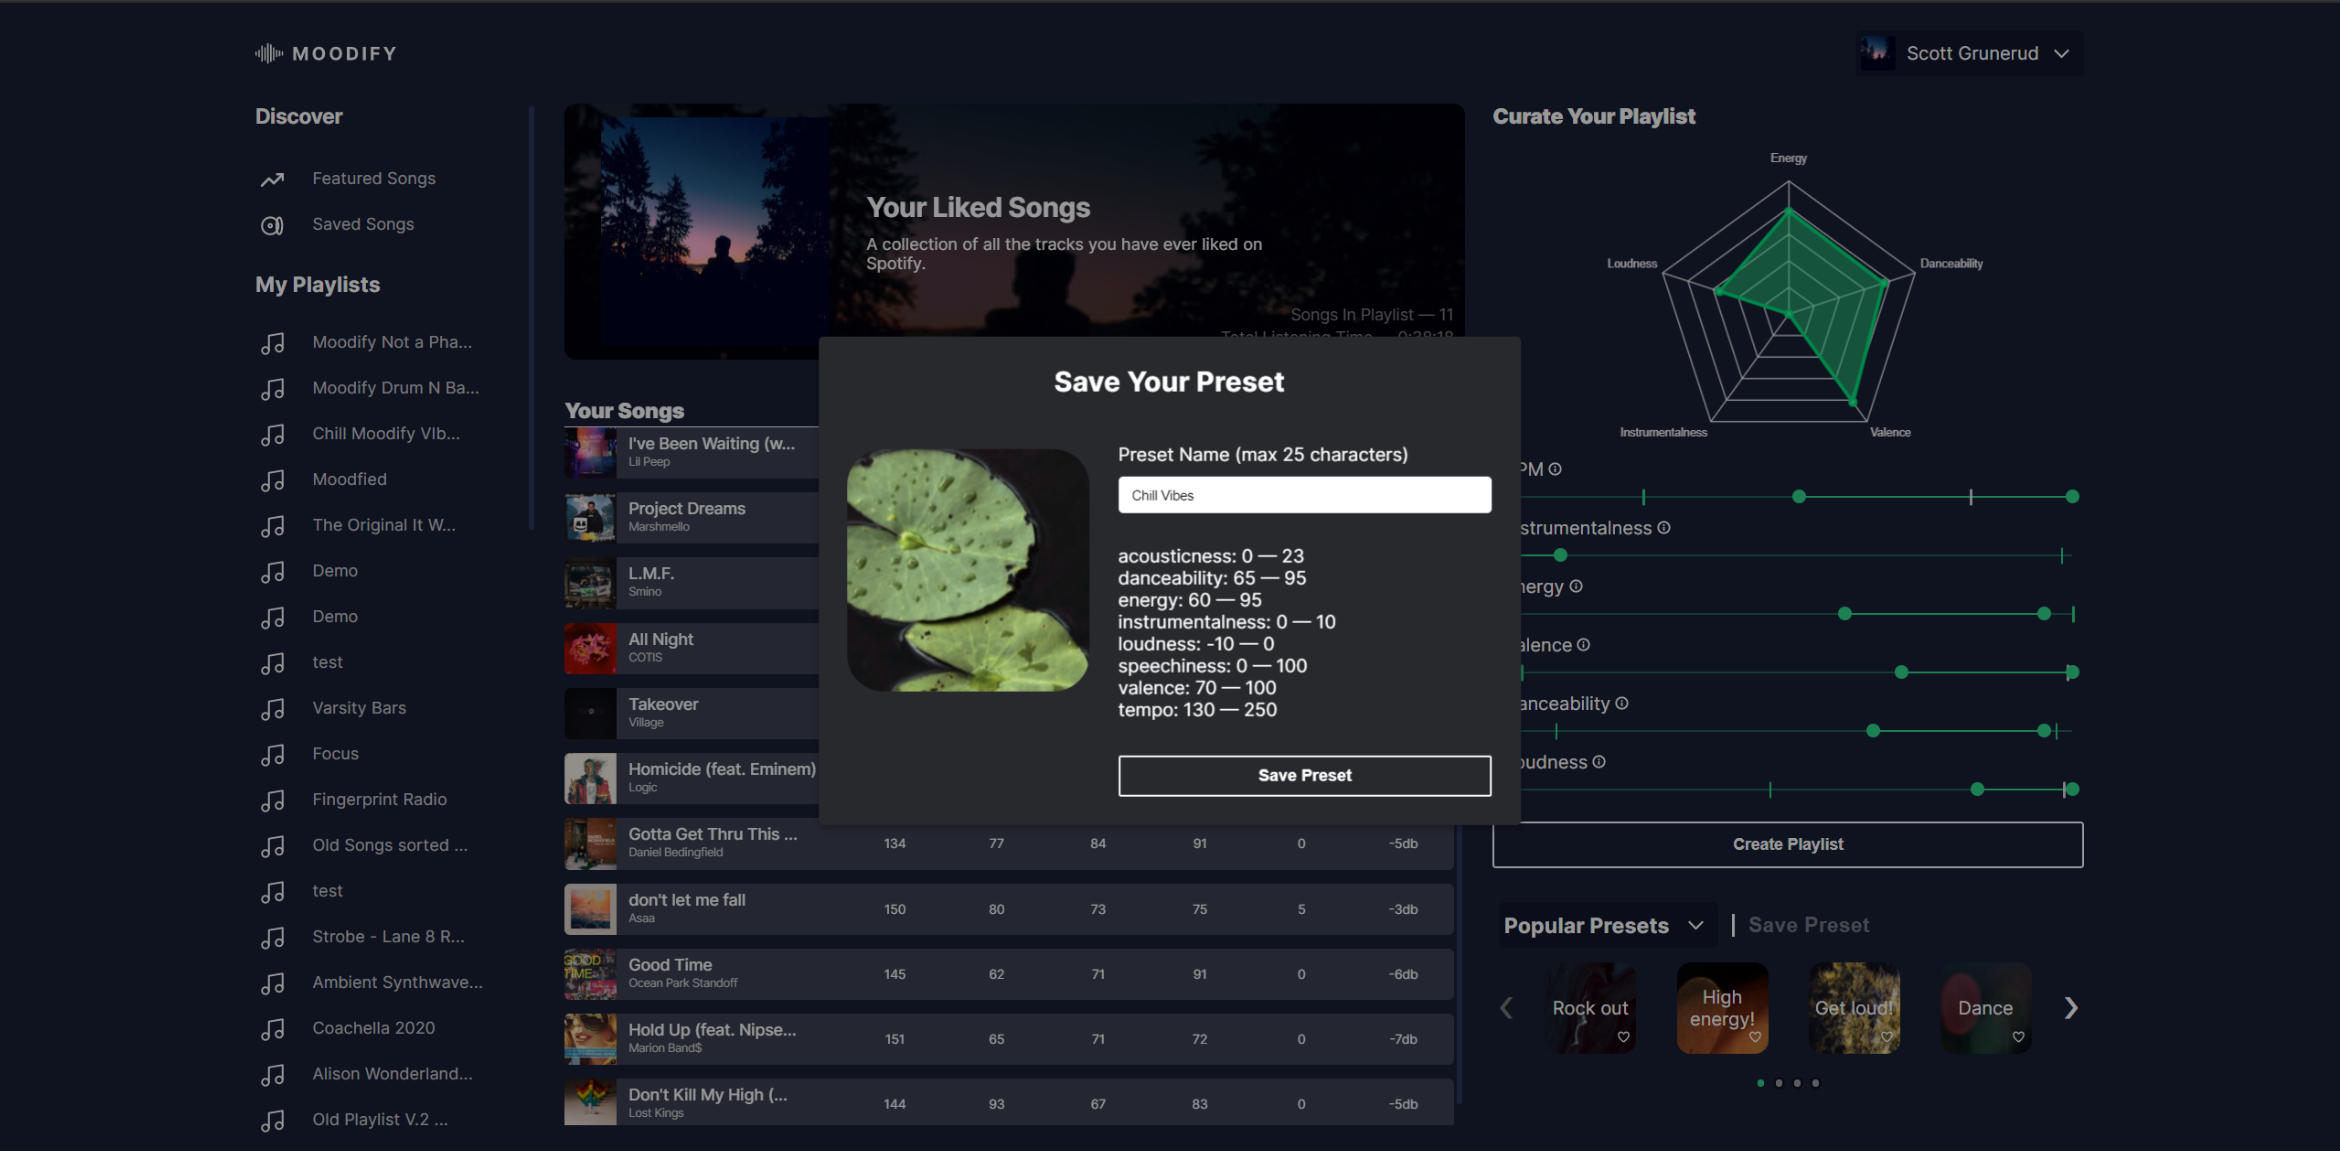 MOODIFY
Scott Grunerud
Discover
Featured Songs
Saved Songs
My Playlists
Moodify Not a Pha...
Moodify Drum N Ba...
Chill Moodify VIb...
Moodfied
The Original It W...
Demo
Demo
test
Varsity Bars
Focus
Fingerprint Radio
Old Songs sorted ...
test
Strobe - Lane 8 R...
Ambient Synthwave...
Coachella 2020
Alison Wonderland...
Old Playlist V.2 ...
Your Liked Songs
A collection of all the tracks you have ever liked on
Spotify.
Songs In Playlist — 11
Total Listening Time — 0:38:18
Your Songs
I've Been Waiting (w...
Lil Peep
Project Dreams
Marshmello
L.M.F.
Smino
All Night
COTIS
Takeover
Village
Homicide (feat. Eminem)
Logic
Gotta Get Thru This ...
Daniel Bedingfield
134 77 84 91 0 -5db
don't let me fall
Asaa
150 80 73 75 5 -3db
GOOD
TIME
Good Time
Ocean Park Standoff
145 62 71 91 0 -6db
Hold Up (feat. Nipse...
Marion Band$
151 65 71 72 0 -7db
Don't Kill My High (...
Lost Kings
144 93 67 83 0 -5db
Save Your Preset
Preset Name (max 25 characters)
Chill Vibes
acousticness: 0 — 23
danceability: 65 — 95
energy: 60 — 95
instrumentalness: 0 — 10
loudness: -10 — 0
speechiness: 0 — 100
valence: 70 — 100
tempo: 130 — 250
Save Preset
Curate Your Playlist
Energy
Loudness
Danceability
Instrumentalness
Valence
PM
strumentalness
nergy
alence
anceability
oudness
Create Playlist
Popular Presets | Save Preset
Rock out
High
energy!
Get loud!
Dance